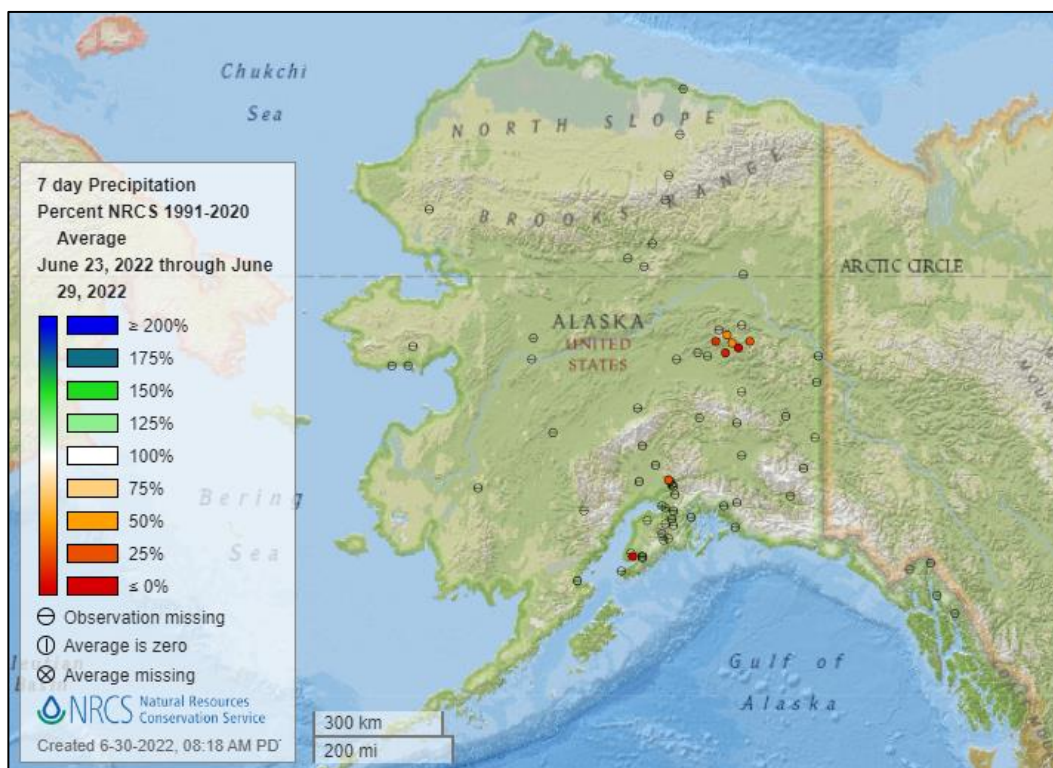 Chukchi
Sea
NORTH SLOPE
BROOKS RANGE
ARCTIC CIRCLE
ALASKA
UNITED
STATES
Bering
Sea
Gulf of
Alaska
7 day Precipitation
Percent NRCS 1991-2020
Average
June 23, 2022 through June
29, 2022
≥ 200%
175%
150%
125%
100%
75%
50%
25%
≤ 0%
Observation missing
Average is zero
Average missing
NRCS Natural Resources
Conservation Service
Created 6-30-2022, 08:18 AM PD
300 km
200 mi